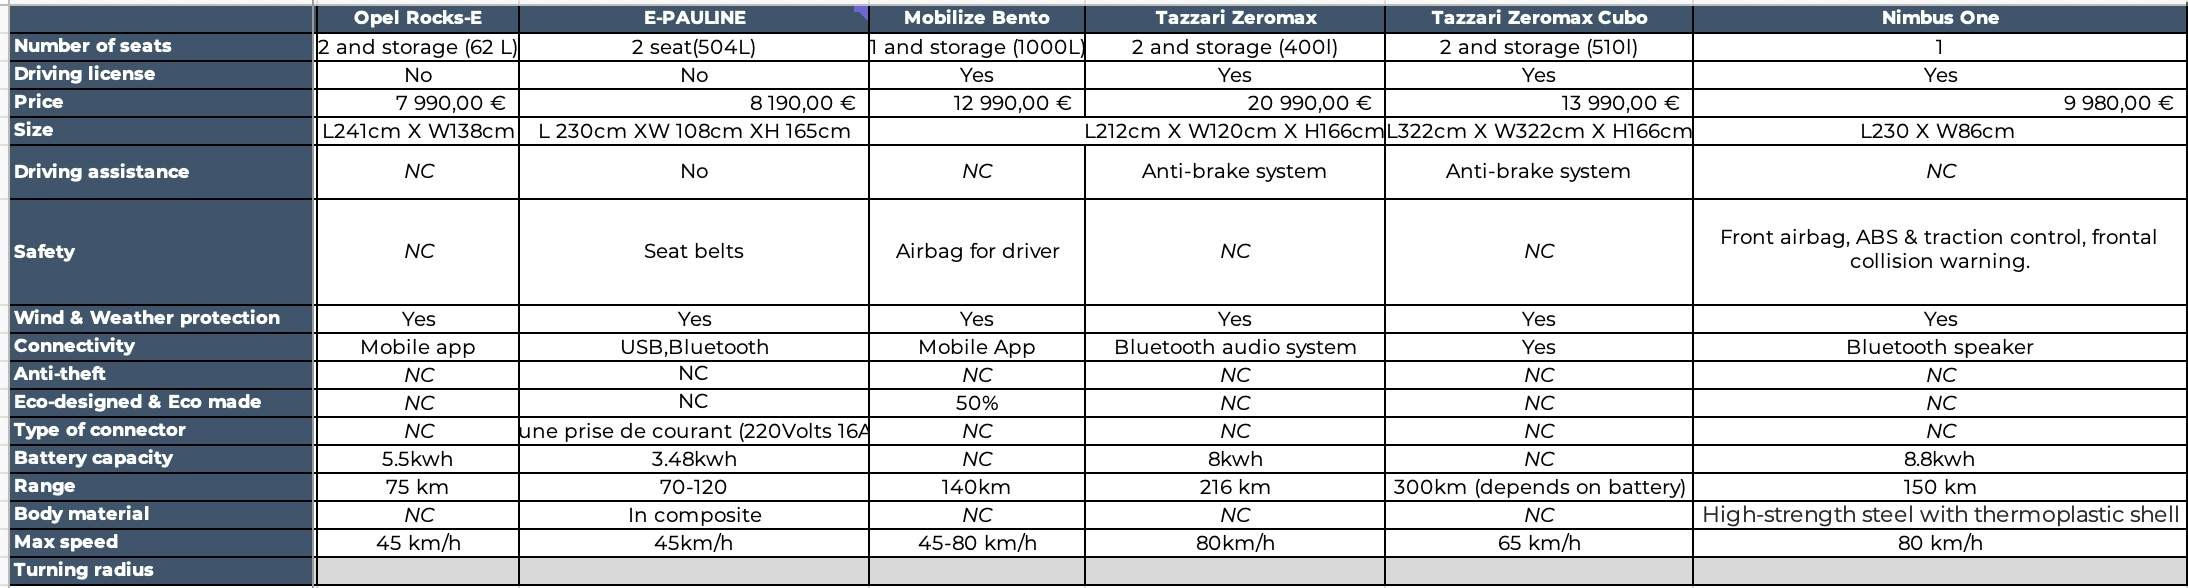 Opel Rocks-E E-PAULINE Mobilize Bento Tazzari Zeromax Tazzari Zeromax Cubo Nimbus One
Number of seats 2 and storage (62 L) 2 seat(504L) 1 and storage (1000L) 2 and storage (400l) 2 and storage (510l) 1
Driving license No No Yes Yes Yes Yes
Price 7 990,00 € 8 190,00 € 12 990,00 € 20 990,00 € 13 990,00 € 9 980,00 €
Size L241cm X W138cm L 230cm XW 108cm XH 165cm L212cm X W120cm X H166cm L322cm X W322cm X H166cm L230 X W86cm
Driving assistance NC No NC Anti-brake system Anti-brake system NC
Safety NC Seat belts Airbag for driver NC NC Front airbag, ABS & traction control, frontal
collision warning.
Wind & Weather protection Yes Yes Yes Yes Yes Yes
Connectivity Mobile app USB,Bluetooth Mobile App Bluetooth audio system Yes Bluetooth speaker
Anti-theft NC NC NC NC NC NC
Eco-designed & Eco made NC NC 50% NC NC NC
Type of connector NC une prise de courant (220Volts 16A NC NC NC NC
Battery capacity 5.5kwh 3.48kwh NC 8kwh NC 8.8kwh
Range 75 km 70-120 140km 216 km 300km (depends on battery) 150 km
Body material NC In composite NC NC NC High-strength steel with thermoplastic shell
Max speed 45 km/h 45km/h 45-80 km/h 80km/h 65 km/h 80 km/h
Turning radius